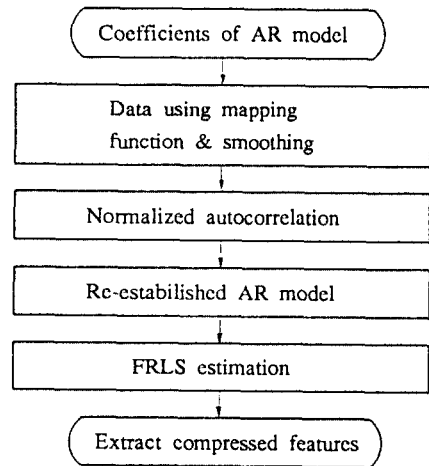 Coefficients of AR model
Data using mapping
function & smoothing
Normalized autocorrelation
Re-estabilished AR model
FRLS estimation
Extract compressed features